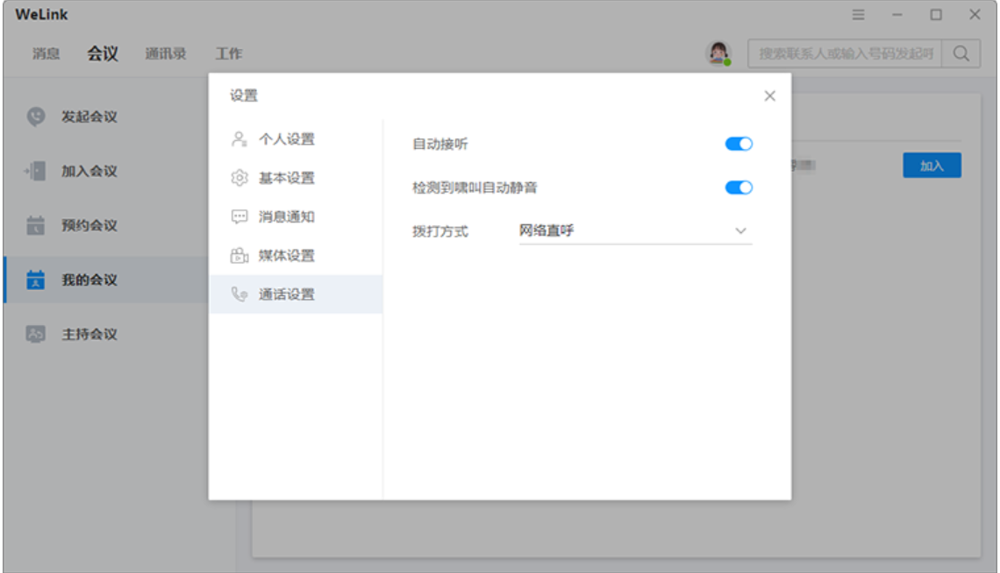 WeLink
消息 会议 通讯录 工作
搜索联系人或输入号码发起呼
设置
发起会议
加入会议
预约会议
我的会议
主持会议
个人设置
基本设置
消息通知
媒体设置
通话设置
自动接听
检测到啸叫自动静音
拨打方式 网络直呼
加入